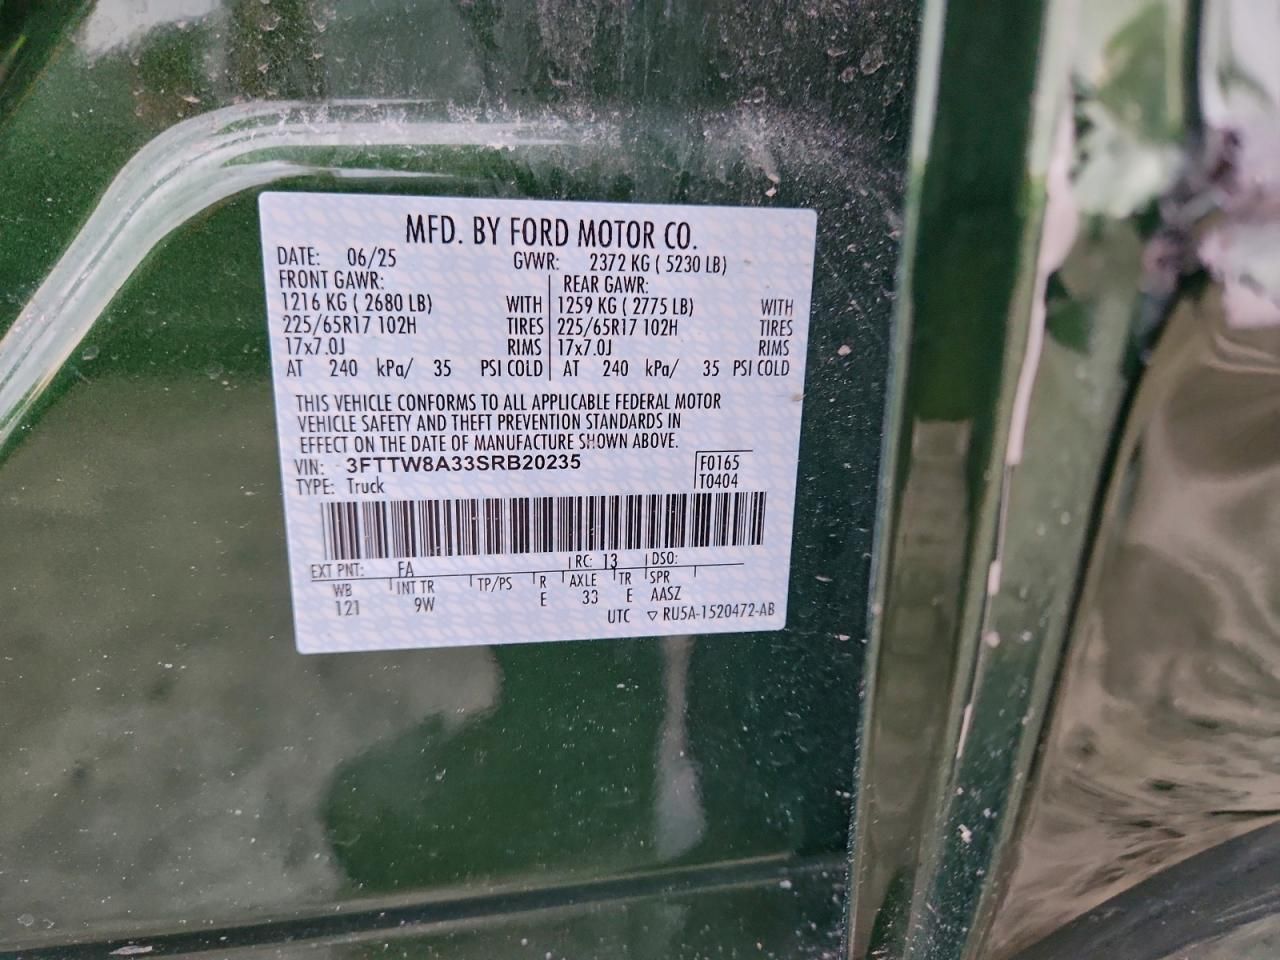 MFD. BY FORD MOTOR CO.
DATE: 06/25 GVWR: 2372 KG ( 5230 LB)
FRONT GAWR: REAR GAWR:
1216 KG ( 2680 LB) WITH 1259 KG ( 2775 LB) WITH
225/65R17 102H TIRES 225/65R17 102H TIRES
17x7.0J RIMS 17x7.0J RIMS
AT 240 kPa/ 35 PSI COLD AT 240 kPa/ 35 PSI COLD
THIS VEHICLE CONFORMS TO ALL APPLICABLE FEDERAL MOTOR
VEHICLE SAFETY AND THEFT PREVENTION STANDARDS IN
EFFECT ON THE DATE OF MANUFACTURE SHOWN ABOVE.
VIN: 3FTTW8A33SRB20235 F0165
TYPE: Truck T0404
EXT PNT: FA RC: 13 DSO:
WB INT TR TP/PS R AXLE TR SPR
121 9W E 33 E AASZ
UTC ▽ RU5A-1520472-AB